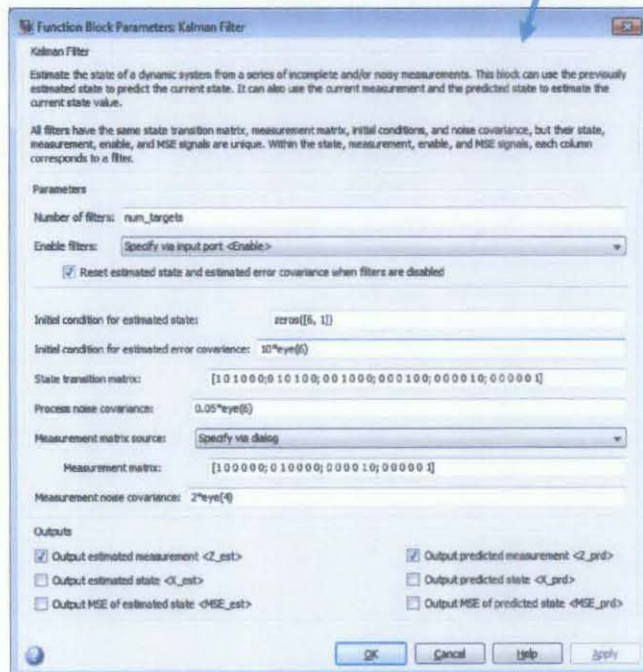 Function Block Parameters: Kalman Filter
Kalman Filter
Estimate the state of a dynamic system from a series of incomplete and/or noisy measurements. This block can use the previously
estimated state to predict the current state. It can also use the current measurement and the predicted state to estimate the
current state value.
All filters have the same state transition matrix, measurement matrix, initial conditions, and noise covariance, but their state,
measurement, enable, and MSE signals are unique. Within the state, measurement, enable, and MSE signals, each column
corresponds to a filter.
Parameters
Number of filters: num_targets
Enable filters: Specify via input port <Enable>
Reset estimated state and estimated error covariance when filters are disabled
Initial condition for estimated state: zeros([6, 1])
Initial condition for estimated error covariance: 10*eye(6)
State transition matrix: [1 0 1 0 0 0; 0 1 0 1 0 0; 0 0 1 0 0 0; 0 0 0 1 0 0; 0 0 0 0 1 0; 0 0 0 0 0 1]
Process noise covariance: 0.05*eye(6)
Measurement matrix source: Specify via dialog
Measurement matrix: [1 0 0 0 0 0; 0 1 0 0 0 0; 0 0 0 0 1 0; 0 0 0 0 0 1]
Measurement noise covariance: 2*eye(4)
Outputs
Output estimated measurement <Z_est> Output predicted measurement <Z_prd>
Output estimated state <X_est> Output predicted state <X_prd>
Output MSE of estimated state <MSE_est> Output MSE of predicted state <MSE_prd>
OK Cancel Help Apply